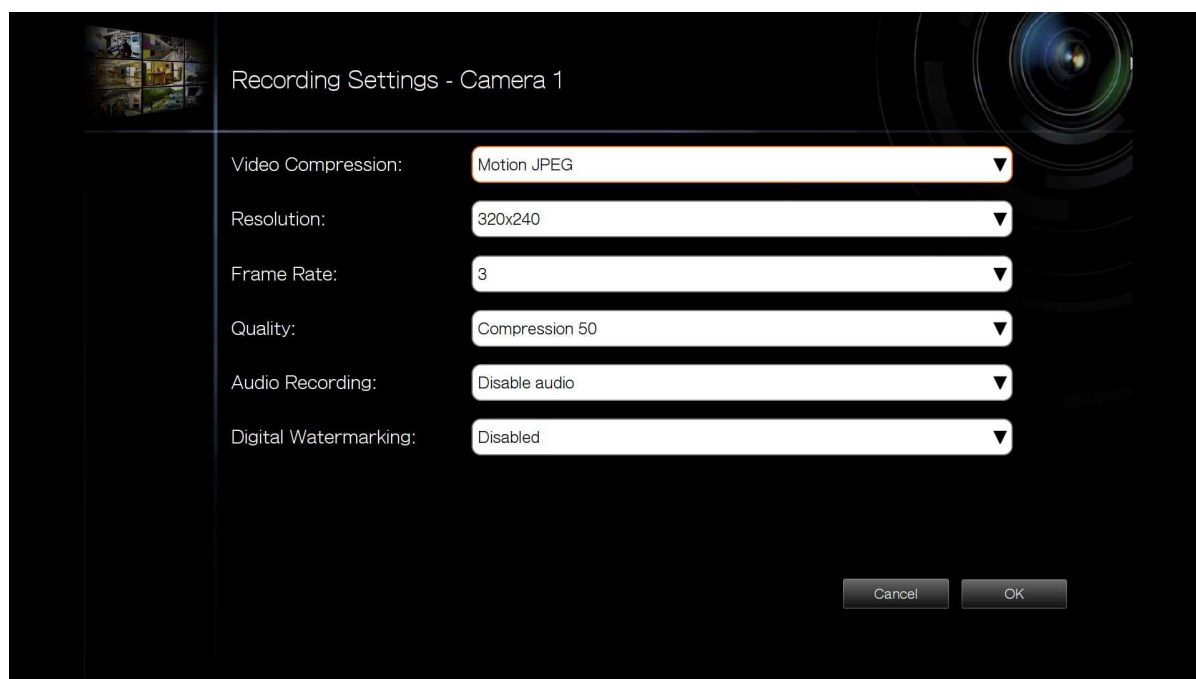 Recording Settings - Camera 1
Video Compression: Motion JPEG
Resolution: 320x240
Frame Rate: 3
Quality: Compression 50
Audio Recording: Disable audio
Digital Watermarking: Disabled
Cancel OK